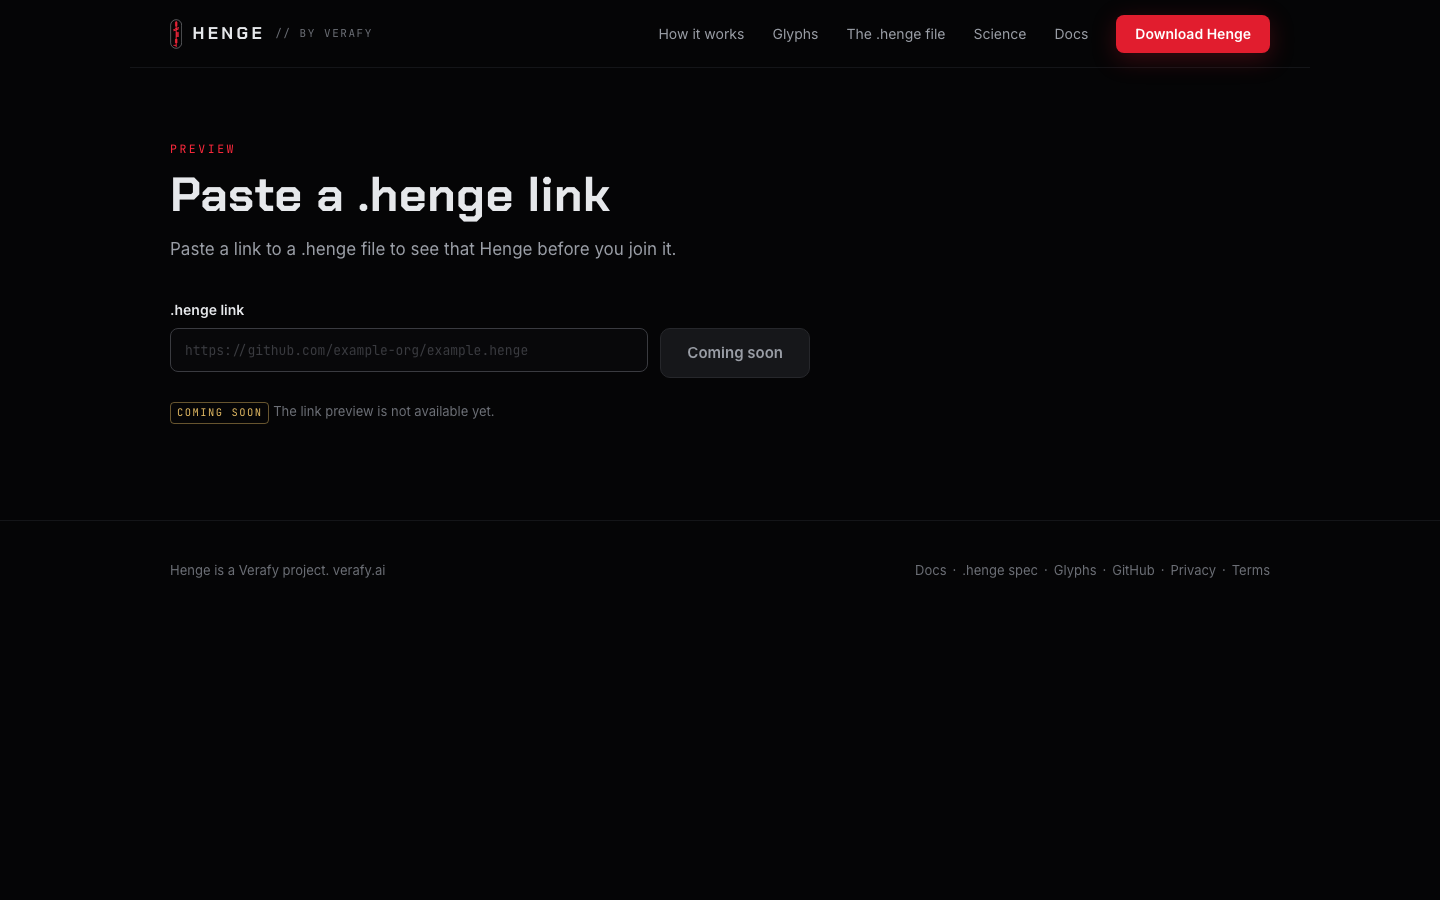 HENGE // BY VERAFY
How it works Glyphs The .henge file Science Docs Download Henge
PREVIEW
Paste a .henge link
Paste a link to a .henge file to see that Henge before you join it.
.henge link
https://github.com/example-org/example.henge
Coming soon
COMING SOON The link preview is not available yet.
Henge is a Verafy project. verafy.ai
Docs · .henge spec · Glyphs · GitHub · Privacy · Terms